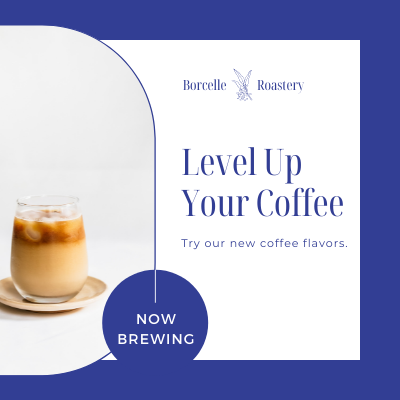 Borcelle Roastery
Level Up
Your Coffee
Try our new coffee flavors.
NOW
BREWING